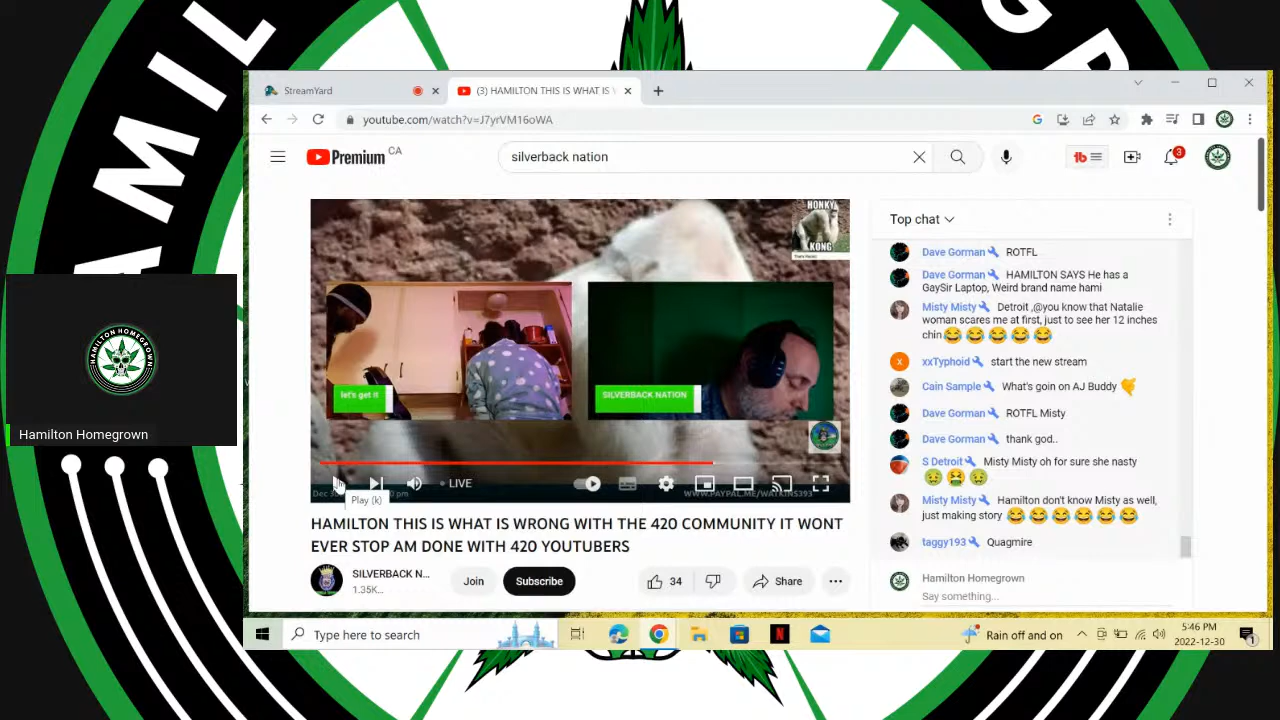 HAMIL
StreamYard
(3) HAMILTON THIS IS WHAT IS
youtube.com/watch?v=J7yrVM16oWA
Premium CA
silverback nation
3
HONKY
KONG
let's get it
SILVERBACK NATION
LIVE
Play (k)
WWW.PAYPAL.ME/WATKINS393
HAMILTON THIS IS WHAT IS WRONG WITH THE 420 COMMUNITY IT WONT
EVER STOP AM DONE WITH 420 YOUTUBERS
SILVERBACK N...
1.35K...
Join
Subscribe
34
Share
Top chat
Dave Gorman ROTFL
Dave Gorman HAMILTON SAYS He has a
GaySir Laptop, Weird brand name hami
Misty Misty Detroit ,@you know that Natalie
woman scares me at first, just to see her 12 inches
chin
xxTyphoid start the new stream
Cain Sample What's goin on AJ Buddy
Dave Gorman ROTFL Misty
Dave Gorman thank god..
S Detroit Misty Misty oh for sure she nasty
Misty Misty Hamilton don't know Misty as well,
just making story
taggy193 Quagmire
Hamilton Homegrown
Say something...
HAMILTON HOMEGROWN
Hamilton Homegrown
Type here to search
Rain off and on
5:46 PM
2022-12-30
1